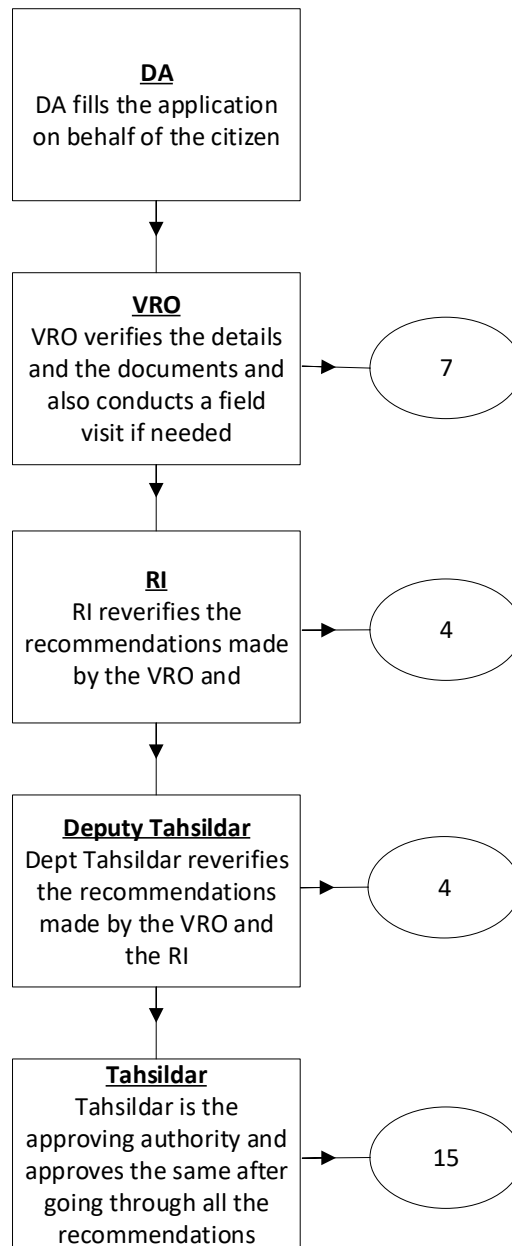 DA
DA fills the application
on behalf of the citizen
VRO
VRO verifies the details
and the documents and
also conducts a field
visit if needed
7
RI
RI reverifies the
recommendations made
by the VRO and
4
Deputy Tahsildar
Dept Tahsildar reverifies
the recommendations
made by the VRO and
the RI
4
Tahsildar
Tahsildar is the
approving authority and
approves the same after
going through all the
recommendations
15